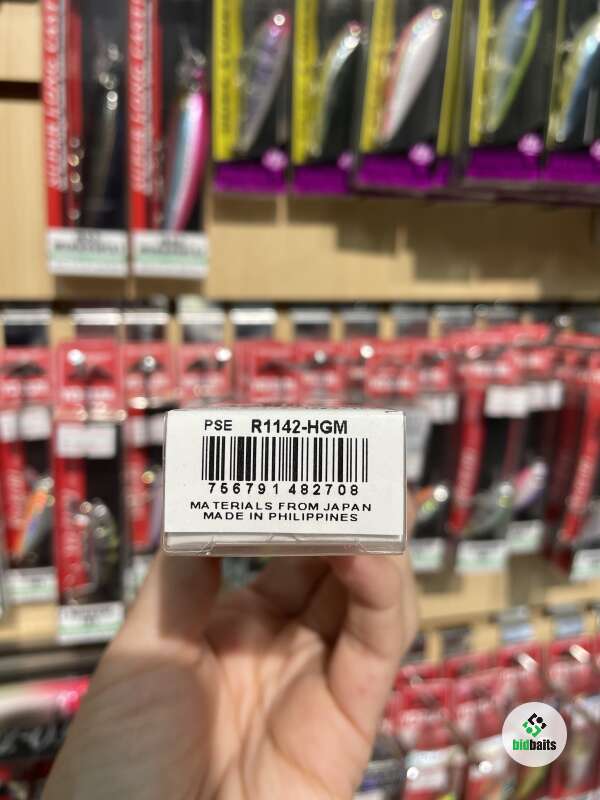 PSE R1142-HGM
756791 482708
MATERIALS FROM JAPAN
MADE IN PHILIPPINES
bidbaits